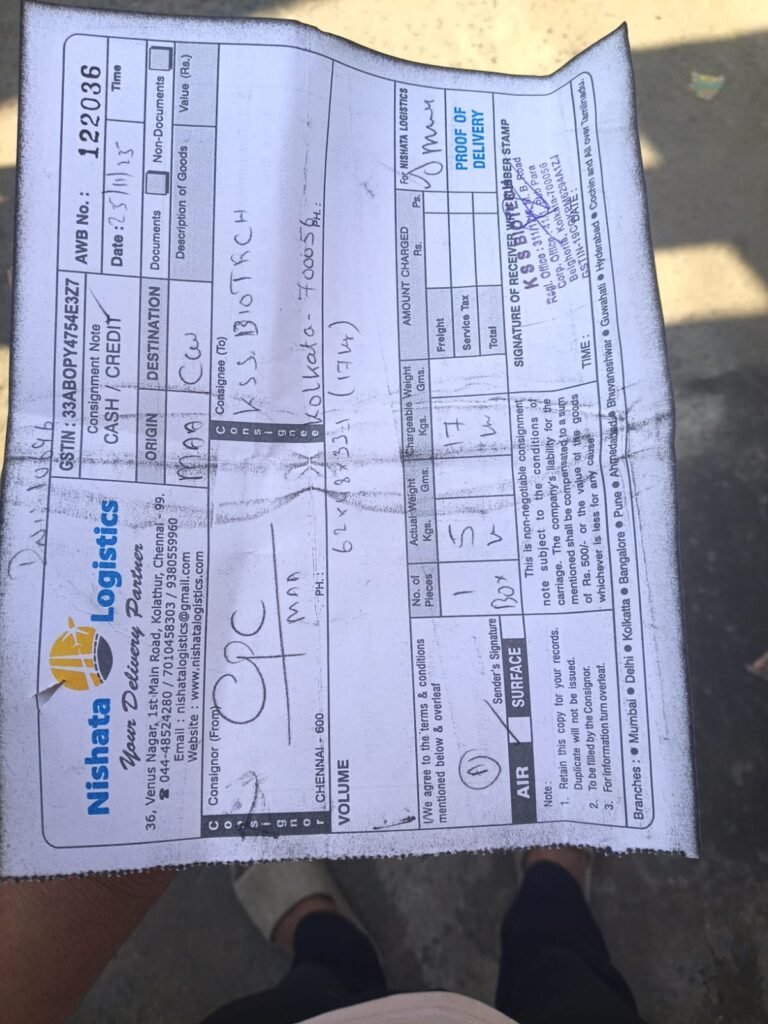 Nishata Logistics
Your Delivery Partner
36, Venus Nagar, 1st Main Road, Kolathur, Chennai - 99.
☎ 044-48524280 / 7010458303 / 9380559960
Email : nishatalogistics@gmail.com
Website : www.nishatalogistics.com
GSTIN : 33ABOPY4754E3Z7
Consignment Note
CASH / CREDIT
AWB No. : 122036
Date : 25/11/25
Time
ORIGIN
DESTINATION
Documents
Non-Documents
MAA
CCU
Description of Goods
Value (Rs.)
Consignor
Consignor (From)
CPC
MAA
CHENNAI - 600
PH. :
Consignee
Consignee (To)
KSS. BIOTECH
Kolkata - 700056
PH. :
VOLUME
62x48x33-1 (17k)
I/We agree to the terms & conditions
mentioned below & overleaf
Sender's Signature
No. of Pieces
Actual Weight
Kgs. Gms.
Chargeable Weight
Kgs. Gms.
AMOUNT CHARGED
Rs. Ps.
1
5
17
Box
Freight
Service Tax
Total
For NISHATA LOGISTICS
PROOF OF
DELIVERY
AIR
SURFACE
Note :
1. Retain this copy for your records.
Duplicate will not be issued.
2. To be filled by the Consignor.
3. For information turn overleaf.
This is non-negotiable consignment
note subject to the conditions of
carriage. The company's liability for the
mentioned shall be compensated to a sum
of Rs. 500/- or the value of the goods
whichever is less for any cause.
SIGNATURE OF RECEIVER WITH RUBBER STAMP
KSS BIOTECH
Kolkata-700056
TIME :
DATE :
Branches : ● Mumbai ● Delhi ● Kolkatta ● Bangalore ● Pune ● Ahmedabad ● Bhuvaneshwar ● Guwahati ● Hyderabad ● Cochin and All over Tamilnadu.